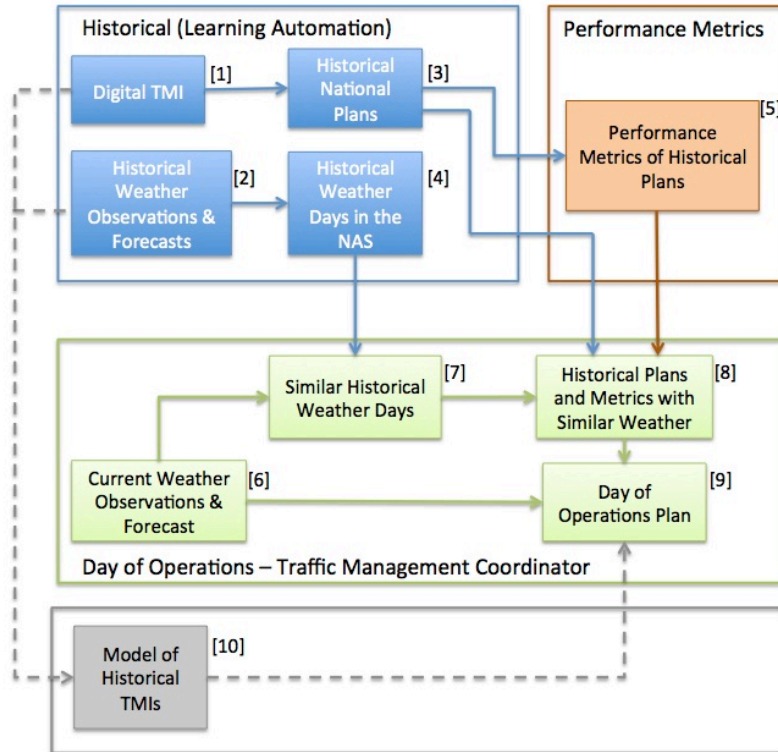 Historical (Learning Automation)
Performance Metrics
Digital TMI
[1]
Historical
National
Plans
[3]
[5]
Performance
Metrics of Historical
Plans
Historical
Weather
Observations &
Forecasts
[2]
Historical
Weather
Days in the
NAS
[4]
Similar Historical
Weather Days
[7]
Historical Plans
and Metrics with
Similar Weather
[8]
Current Weather
Observations &
Forecast
[6]
Day of
Operations Plan
[9]
Day of Operations – Traffic Management Coordinator
Model of
Historical
TMIs
[10]